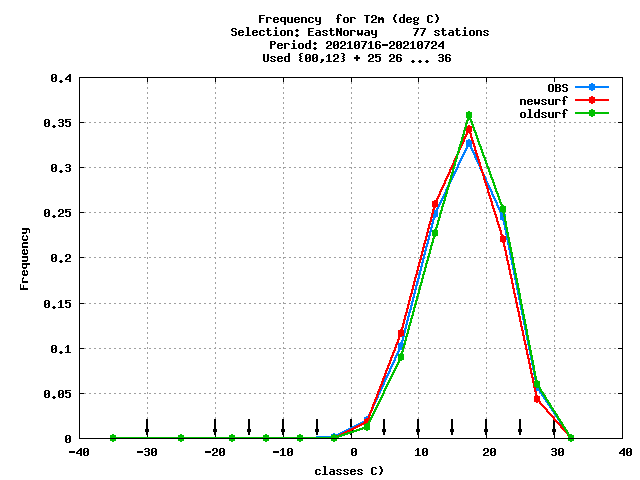 Frequency for T2m (deg C)
Selection: EastNorway 77 stations
Period: 20210716-20210724
Used {00,12} + 25 26 ... 36
OBS
newsurf
oldsurf
Frequency
0.4
0.35
0.3
0.25
0.2
0.15
0.1
0.05
0
-40 -30 -20 -10 0 10 20 30 40
classes C)